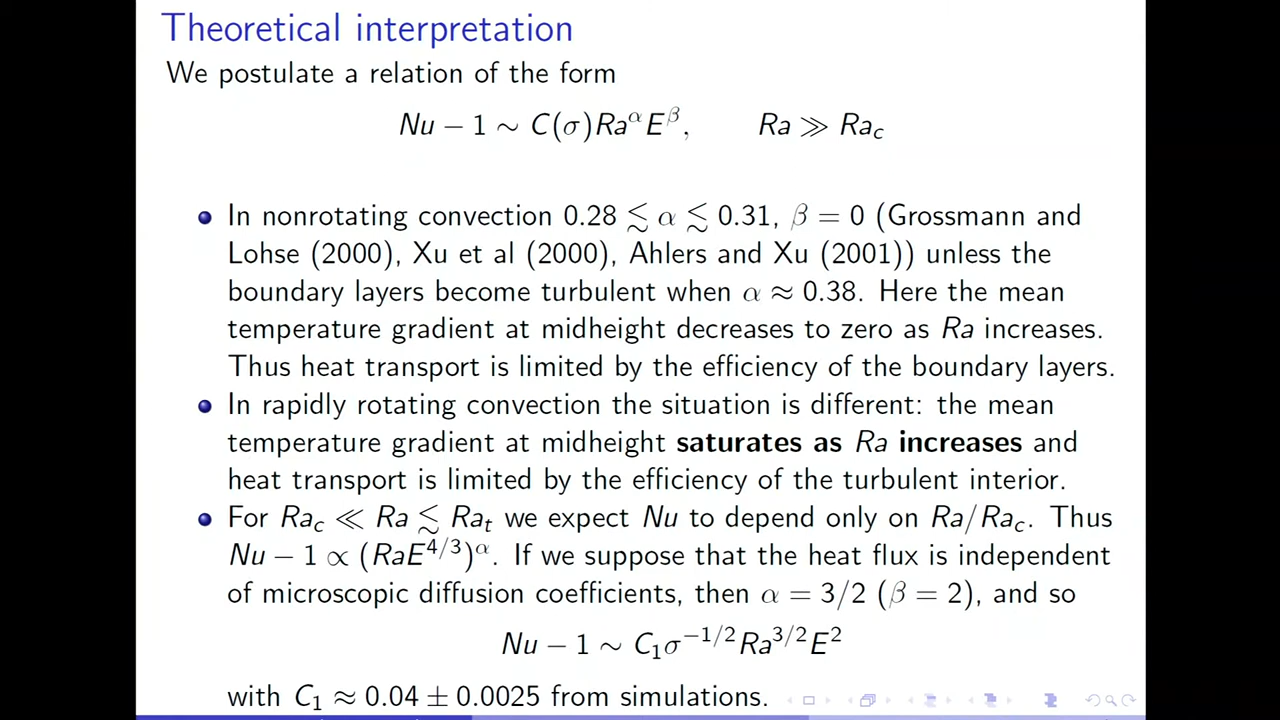 Theoretical interpretation
We postulate a relation of the form
Nu − 1 ∼ C(σ)Ra^α E^β, Ra ≫ Ra_c
In nonrotating convection 0.28 ≲ α ≲ 0.31, β = 0 (Grossmann and
Lohse (2000), Xu et al (2000), Ahlers and Xu (2001)) unless the
boundary layers become turbulent when α ≈ 0.38. Here the mean
temperature gradient at midheight decreases to zero as Ra increases.
Thus heat transport is limited by the efficiency of the boundary layers.
In rapidly rotating convection the situation is different: the mean
temperature gradient at midheight saturates as Ra increases and
heat transport is limited by the efficiency of the turbulent interior.
For Ra_c ≪ Ra ≲ Ra_t we expect Nu to depend only on Ra/Ra_c. Thus
Nu − 1 ∝ (RaE^{4/3})^α. If we suppose that the heat flux is independent
of microscopic diffusion coefficients, then α = 3/2 (β = 2), and so
Nu − 1 ∼ C_1σ^{−1/2}Ra^{3/2}E^2
with C_1 ≈ 0.04 ± 0.0025 from simulations.